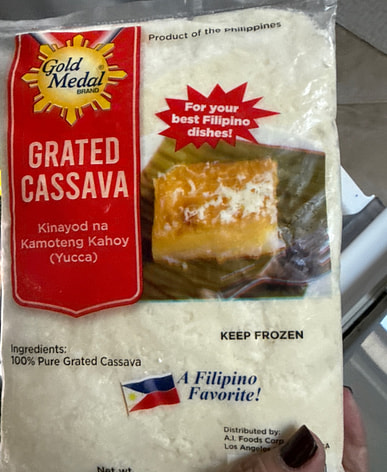 Product of the Philippines
Gold
Medal®
BRAND
For your
best Filipino
dishes!
GRATED
CASSAVA
Kinayod na
Kamoteng Kahoy
(Yucca)
KEEP FROZEN
Ingredients:
100% Pure Grated Cassava
A Filipino
Favorite!
Distributed by:
A.I. Foods Corp
Los Angeles
Net wt